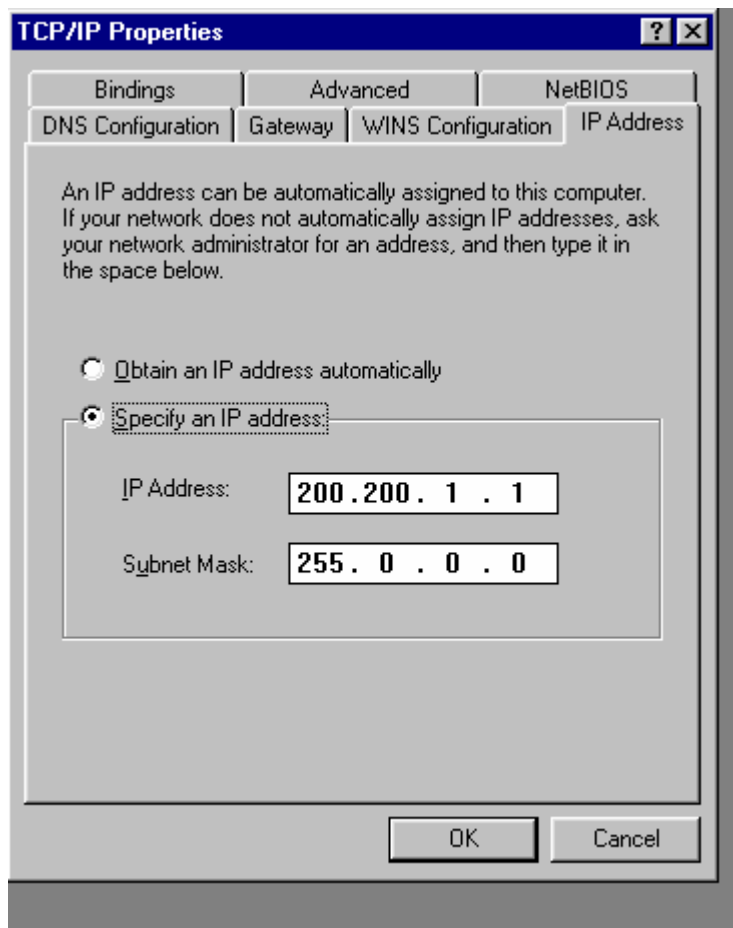 TCP/IP Properties
Bindings Advanced NetBIOS
DNS Configuration Gateway WINS Configuration IP Address
An IP address can be automatically assigned to this computer.
If your network does not automatically assign IP addresses, ask
your network administrator for an address, and then type it in
the space below.
Obtain an IP address automatically
Specify an IP address:
IP Address: 200.200. 1 . 1
Subnet Mask: 255. 0 . 0 . 0
OK Cancel